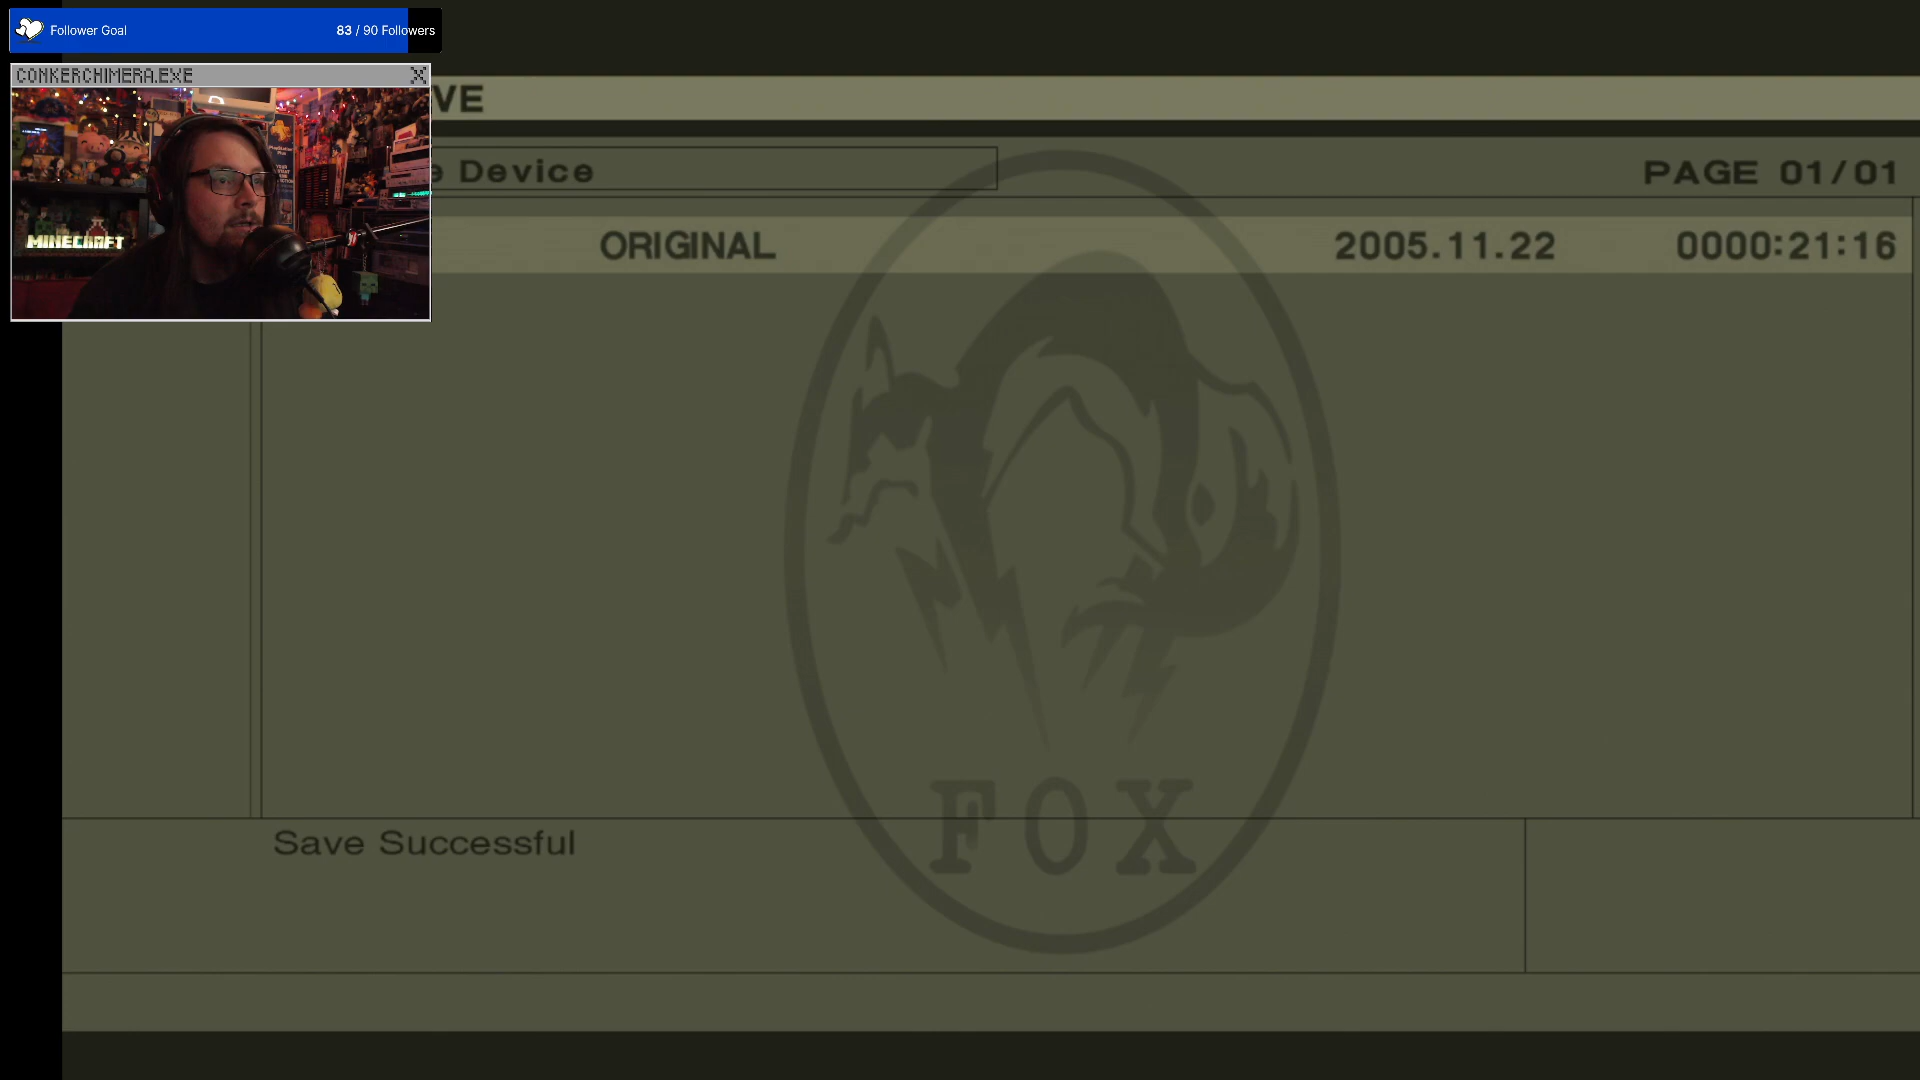 Follower Goal
83 / 90 Followers
CONKERCHIMERA.EXE X
VE
e Device
PAGE 01/01
ORIGINAL
2005.11.22
0000:21:16
MINECRAFT
Save Successful
FOX